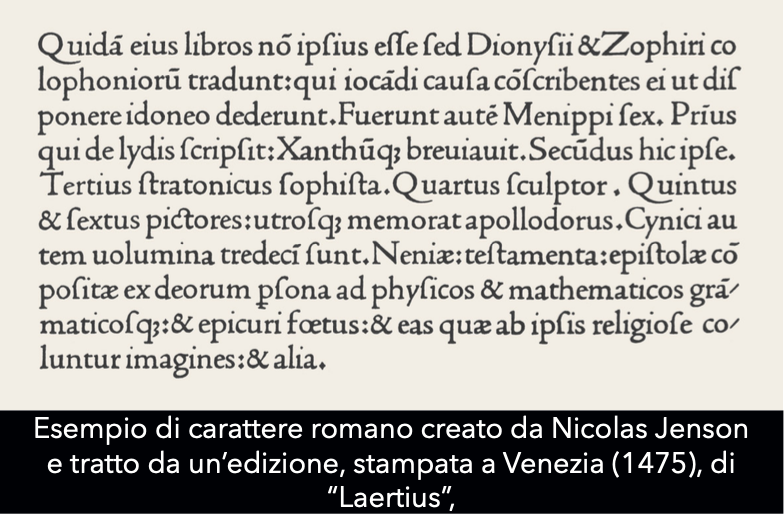 Quidā eius libros nō ipſius eſſe ſed Dionyſii &Zophiri co
lophoniorū tradunt:qui iocādi cauſa cōſcribentes ei ut diſ
ponere idoneo dederunt.Fuerunt autē Menippi ſex. Prīus
qui de lydis ſcripſit:Xanthūqꝫ breuiauit.Secūdus hic ipſe.
Tertius ſtratonicus ſophiſta.Quartus ſculptor . Quintus
& ſextus pictores:utroſqꝫ memorat apollodorus.Cynici au
tem uolumina tredecī ſunt.Neniæ:teſtamenta:epiſtolæ cō
poſitæ ex deorum ꝑſona ad phyſicos & mathematicos grā⸗
maticoſqꝫ:& epicuri fœtus:& eas quæ ab ipſis religioſe co⸗
luntur imagines:& alia.
Esempio di carattere romano creato da Nicolas Jenson
e tratto da un’edizione, stampata a Venezia (1475), di
“Laertius”,